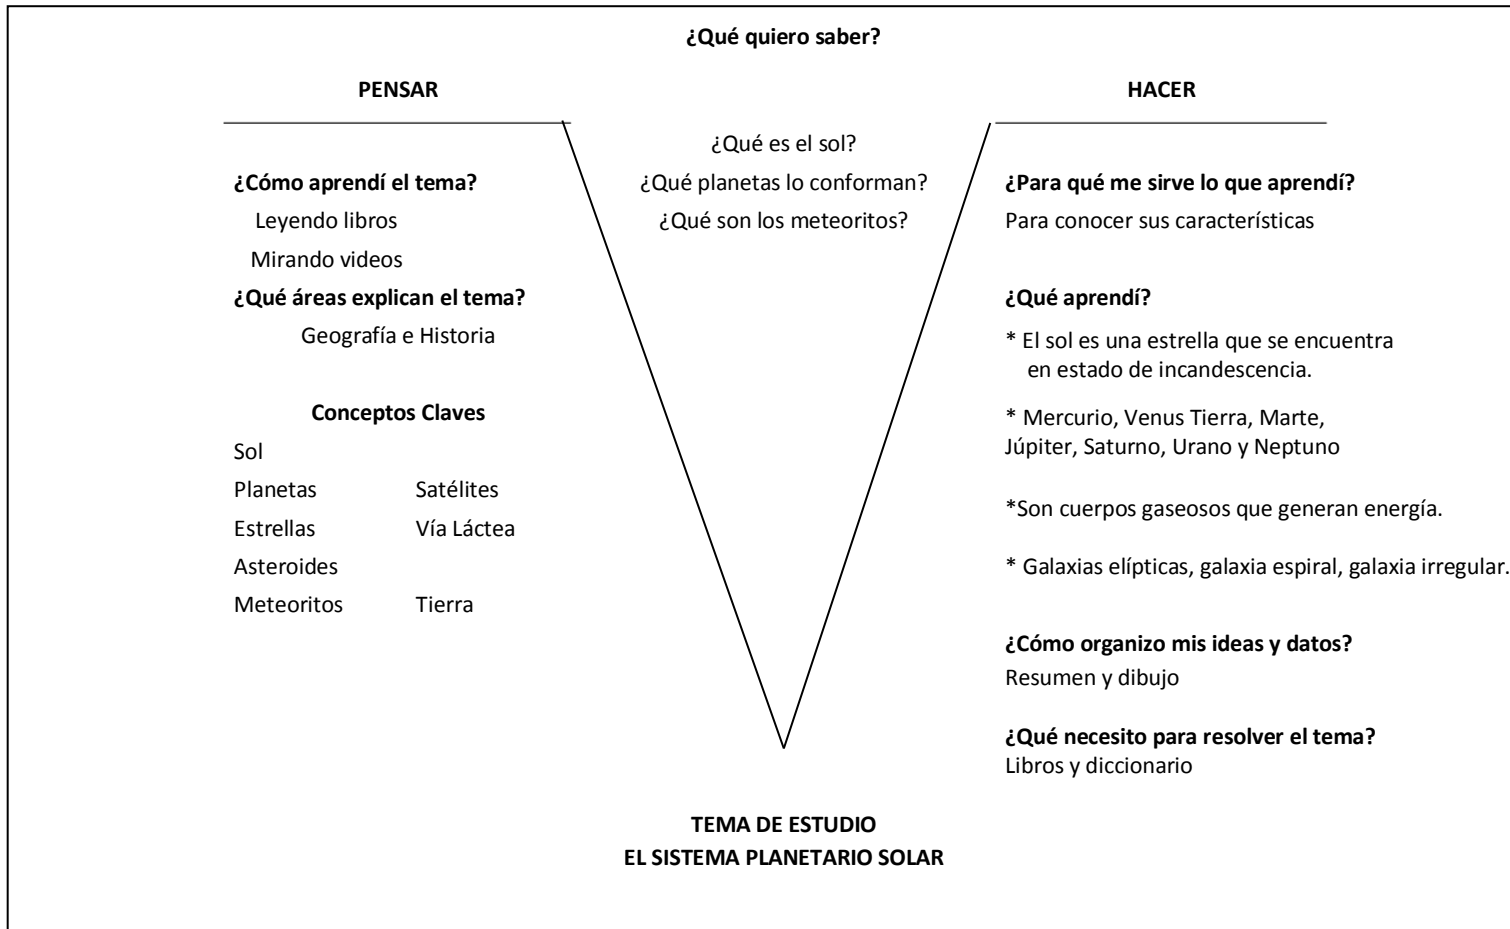 ¿Qué quiero saber?
PENSAR
¿Cómo aprendí el tema?
Leyendo libros
Mirando videos
¿Qué áreas explican el tema?
Geografía e Historia
Conceptos Claves
Sol
Planetas Satélites
Estrellas Vía Láctea
Asteroides
Meteoritos Tierra
¿Qué es el sol?
¿Qué planetas lo conforman?
¿Qué son los meteoritos?
HACER
¿Para qué me sirve lo que aprendí?
Para conocer sus características
¿Qué aprendí?
* El sol es una estrella que se encuentra
en estado de incandescencia.
* Mercurio, Venus Tierra, Marte,
Júpiter, Saturno, Urano y Neptuno
*Son cuerpos gaseosos que generan energía.
* Galaxias elípticas, galaxia espiral, galaxia irregular.
¿Cómo organizo mis ideas y datos?
Resumen y dibujo
¿Qué necesito para resolver el tema?
Libros y diccionario
TEMA DE ESTUDIO
EL SISTEMA PLANETARIO SOLAR